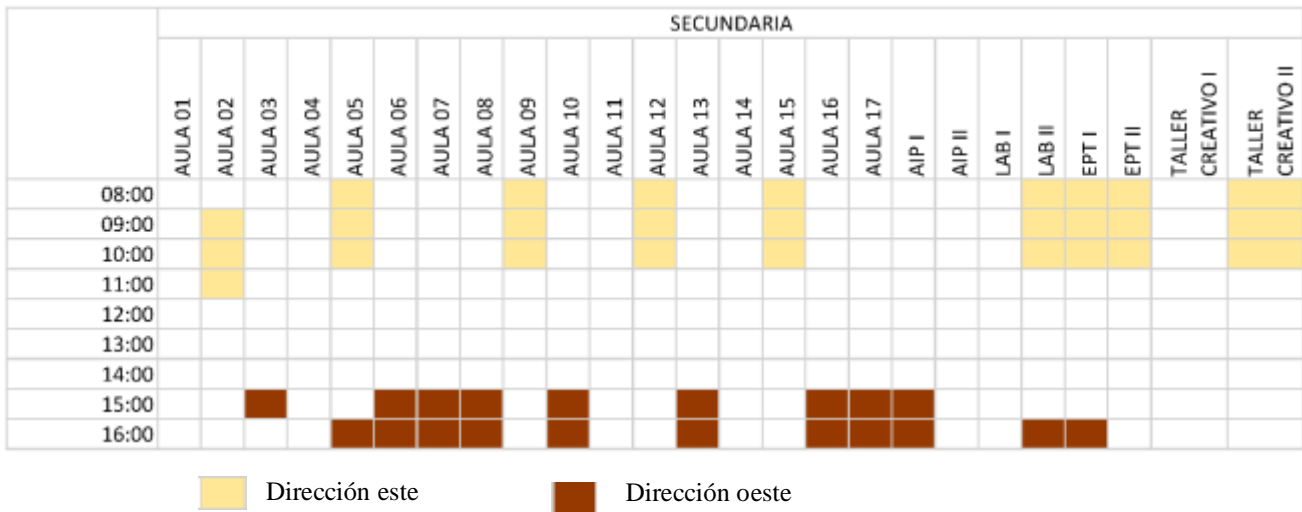 SECUNDARIA
AULA 01
AULA 02
AULA 03
AULA 04
AULA 05
AULA 06
AULA 07
AULA 08
AULA 09
AULA 10
AULA 11
AULA 12
AULA 13
AULA 14
AULA 15
AULA 16
AULA 17
AIP I
AIP II
LAB I
LAB II
EPT I
EPT II
TALLER
CREATIVO I
TALLER
CREATIVO II
08:00
09:00
10:00
11:00
12:00
13:00
14:00
15:00
16:00
Dirección este
Dirección oeste